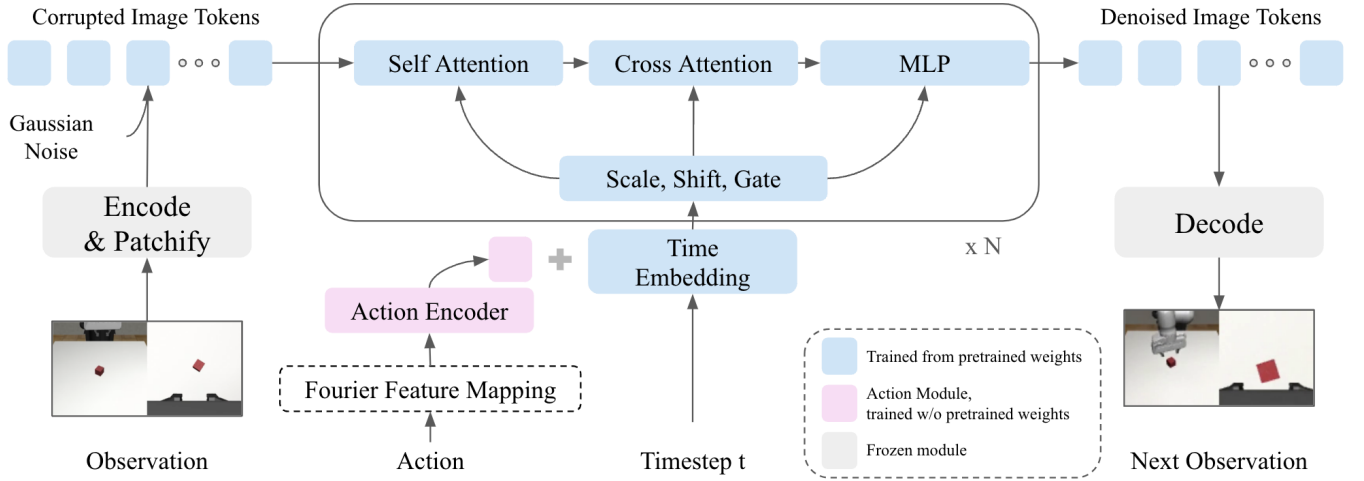 Corrupted Image Tokens
Denoised Image Tokens
Self Attention
Cross Attention
MLP
Gaussian
Noise
Scale, Shift, Gate
Encode
& Patchify
Decode
Time
Embedding
x N
Action Encoder
Fourier Feature Mapping
Trained from pretrained weights
Action Module,
trained w/o pretrained weights
Frozen module
Observation
Action
Timestep t
Next Observation